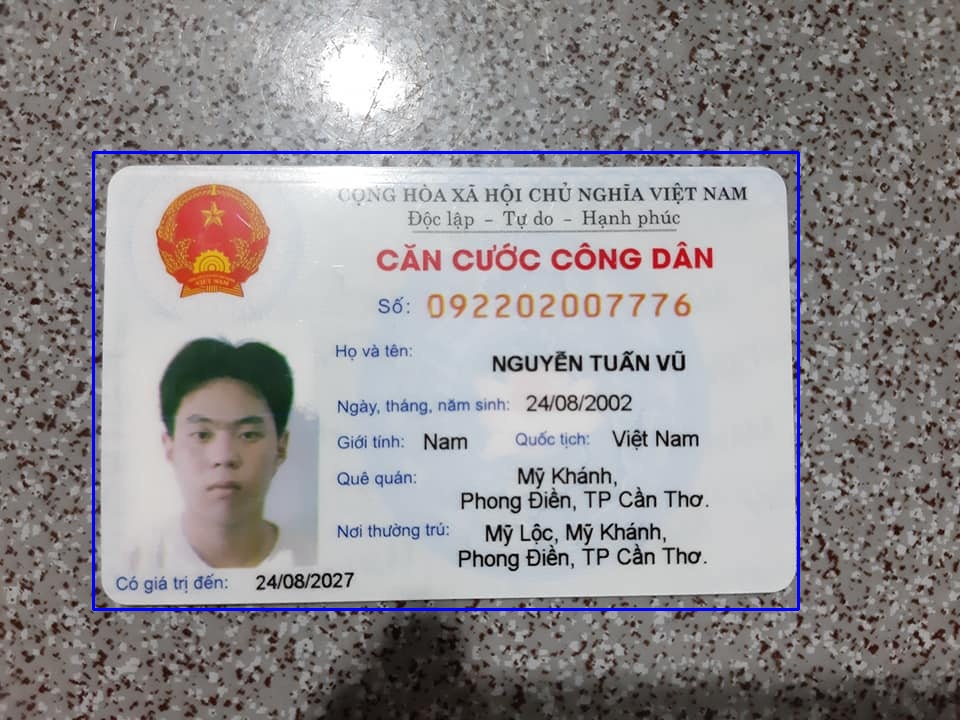 CỘNG HÒA XÃ HỘI CHỦ NGHĨA VIỆT NAM
Độc lập - Tự do - Hạnh phúc
CĂN CƯỚC CÔNG DÂN
VIỆT NAM
Số: 092202007776
Họ và tên: NGUYỄN TUẤN VŨ
Ngày, tháng, năm sinh: 24/08/2002
Giới tính: Nam Quốc tịch: Việt Nam
Quê quán: Mỹ Khánh,
Phong Điền, TP Cần Thơ.
Nơi thường trú: Mỹ Lộc, Mỹ Khánh,
Phong Điền, TP Cần Thơ.
Có giá trị đến: 24/08/2027